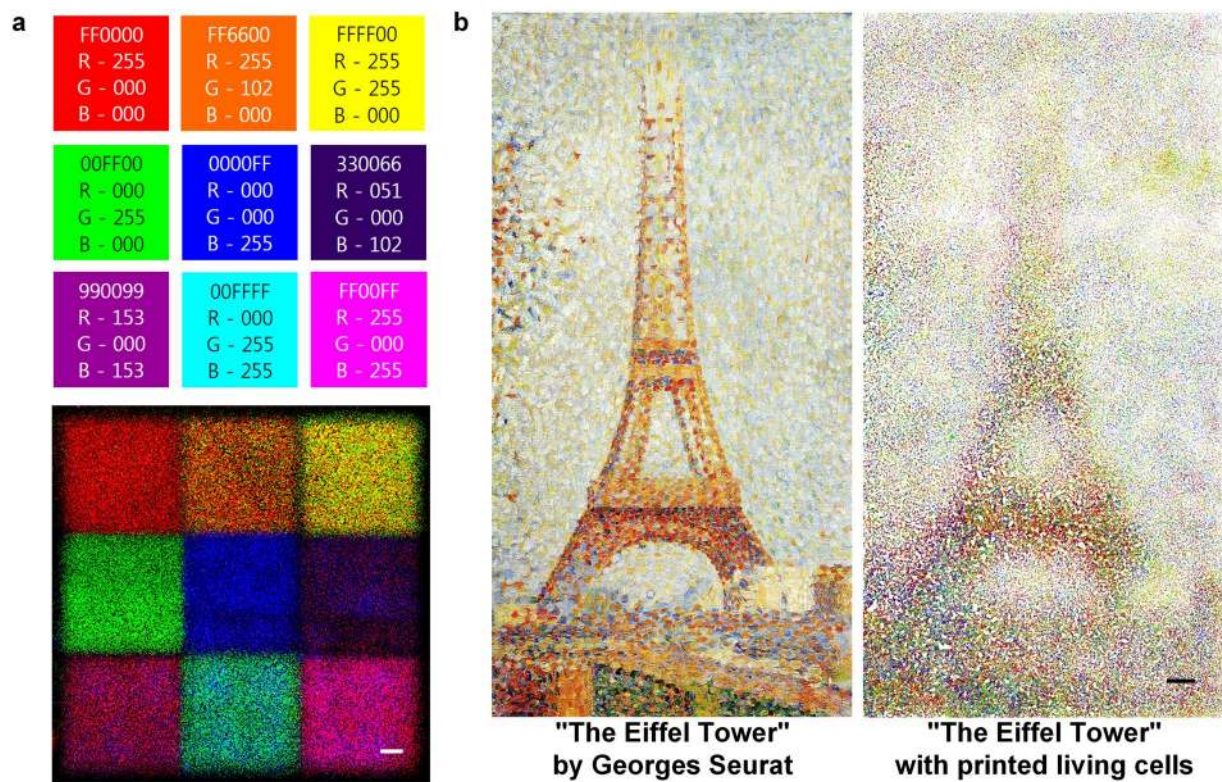 a
FF0000
R - 255
G - 000
B - 000
FF6600
R - 255
G - 102
B - 000
FFFF00
R - 255
G - 255
B - 000
00FF00
R - 000
G - 255
B - 000
0000FF
R - 000
G - 000
B - 255
330066
R - 051
G - 000
B - 102
990099
R - 153
G - 000
B - 153
00FFFF
R - 000
G - 255
B - 255
FF00FF
R - 255
G - 000
B - 255
b
"The Eiffel Tower"
by Georges Seurat
"The Eiffel Tower"
with printed living cells